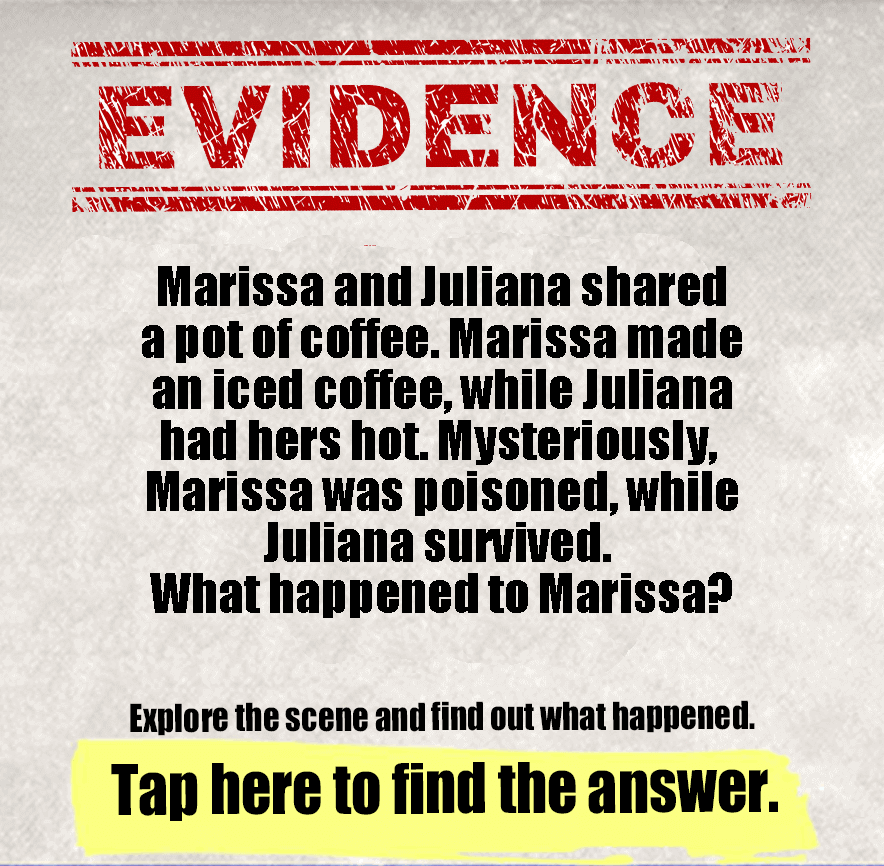 EVIDENCE
Marissa and Juliana shared
a pot of coffee. Marissa made
an iced coffee, while Juliana
had hers hot. Mysteriously,
Marissa was poisoned, while
Juliana survived.
What happened to Marissa?
Explore the scene and find out what happened.
Tap here to find the answer.